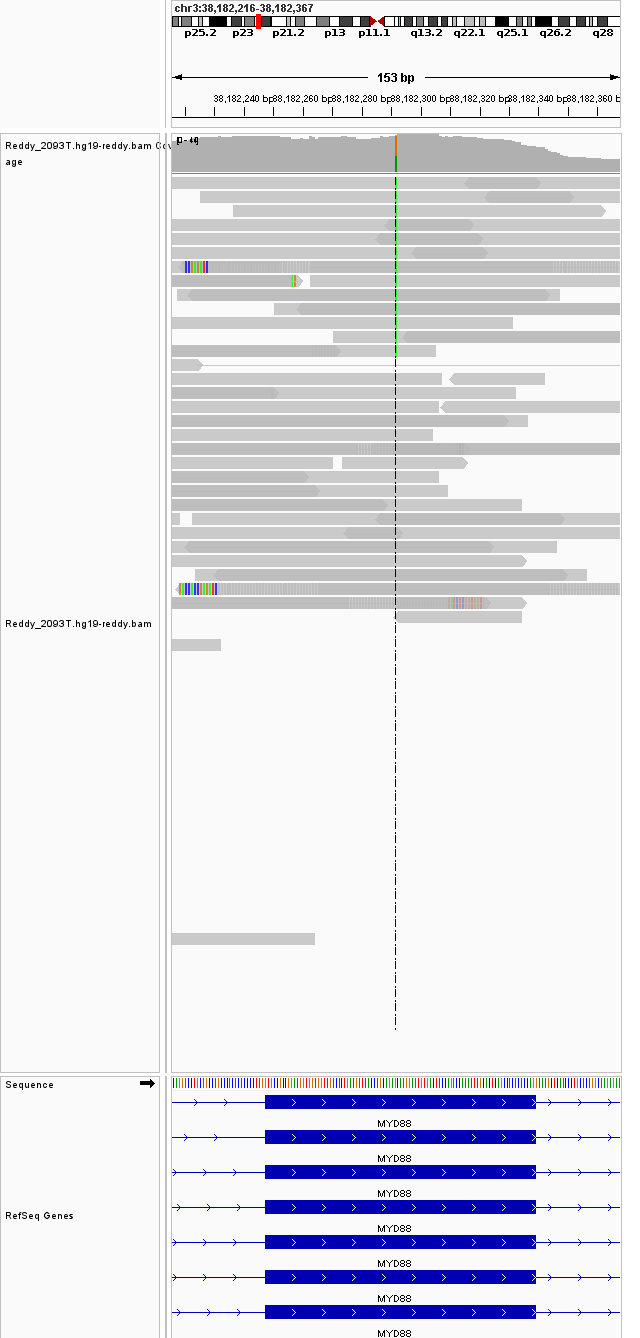 chr3:38,182,216-38,182,367
p25.2 p23 p21.2 p13 p11.1 q13.2 q22.1 q25.1 q26.2 q28
153 bp
38,182,240 bp 38,182,260 bp 38,182,280 bp 38,182,300 bp 38,182,320 bp 38,182,340 bp 38,182,360 b
Reddy_2093T.hg19-reddy.bam Cov
age
Reddy_2093T.hg19-reddy.bam
Sequence
MYD88
MYD88
MYD88
RefSeq Genes
MYD88
MYD88
MYD88
MYD88